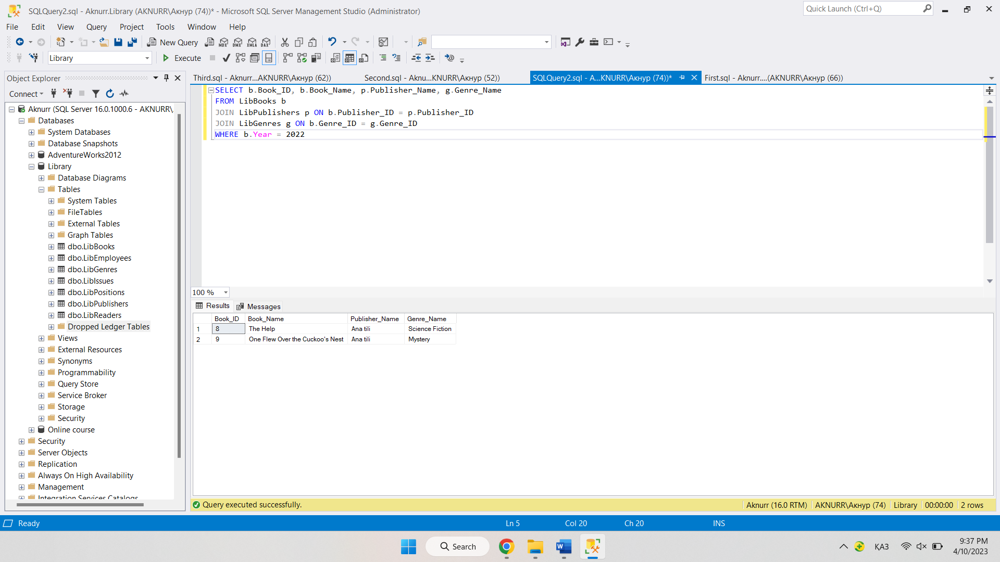 SQLQuery2.sql - Aknurr.Library (AKNURR\Акнур (74))* - Microsoft SQL Server Management Studio (Administrator)
Quick Launch (Ctrl+Q)
File Edit View Query Project Tools Window Help
New Query MDX DMX XMLA DAX
Library Execute
Object Explorer
Third.sql - Aknurr...AKNURR\Акнур (62)) Second.sql - Aknu...KNURR\Акнур (52)) SQLQuery2.sql - A...KNURR\Акнур (74))* First.sql - Aknurr....(AKNURR\Акнур (66))
Connect
Aknurr (SQL Server 16.0.1000.6 - AKNURR\
Databases
System Databases
Database Snapshots
AdventureWorks2012
Library
Database Diagrams
Tables
System Tables
FileTables
External Tables
Graph Tables
dbo.LibBooks
dbo.LibEmployees
dbo.LibGenres
dbo.LibIssues
dbo.LibPositions
dbo.LibPublishers
dbo.LibReaders
Dropped Ledger Tables
Views
External Resources
Synonyms
Programmability
Query Store
Service Broker
Storage
Security
Online course
Security
Server Objects
Replication
Always On High Availability
Management
Integration Services Catalogs
SELECT b.Book_ID, b.Book_Name, p.Publisher_Name, g.Genre_Name
FROM LibBooks b
JOIN LibPublishers p ON b.Publisher_ID = p.Publisher_ID
JOIN LibGenres g ON b.Genre_ID = g.Genre_ID
WHERE b.Year = 2022
100 %
Results Messages
Book_ID Book_Name Publisher_Name Genre_Name
1 8 The Help Ana tili Science Fiction
2 9 One Flew Over the Cuckoo's Nest Ana tili Mystery
Query executed successfully. Aknurr (16.0 RTM) AKNURR\Акнур (74) Library 00:00:00 2 rows
Ready Ln 5 Col 20 Ch 20 INS
Search
ҚАЗ
9:37 PM
4/10/2023